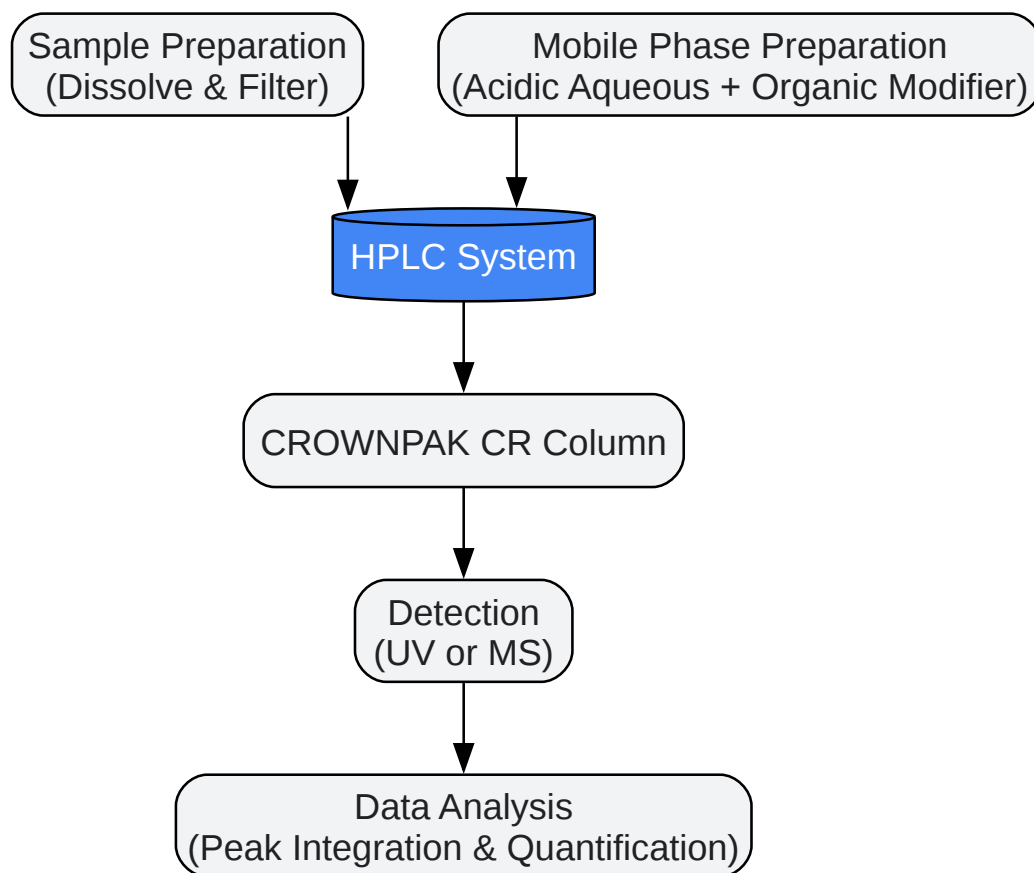 Sample Preparation
(Dissolve & Filter)
Mobile Phase Preparation
(Acidic Aqueous + Organic Modifier)
HPLC System
CROWNPAK CR Column
Detection
(UV or MS)
Data Analysis
(Peak Integration & Quantification)